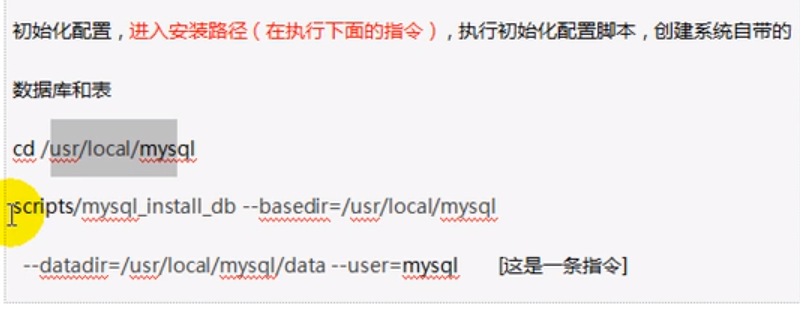 初始化配置，进入安装路径（在执行下面的指令），执行初始化配置脚本，创建系统自带的
数据库和表
cd /usr/local/mysql
scripts/mysql_install_db --basedir=/usr/local/mysql
--datadir=/usr/local/mysql/data --user=mysql [这是一条指令]